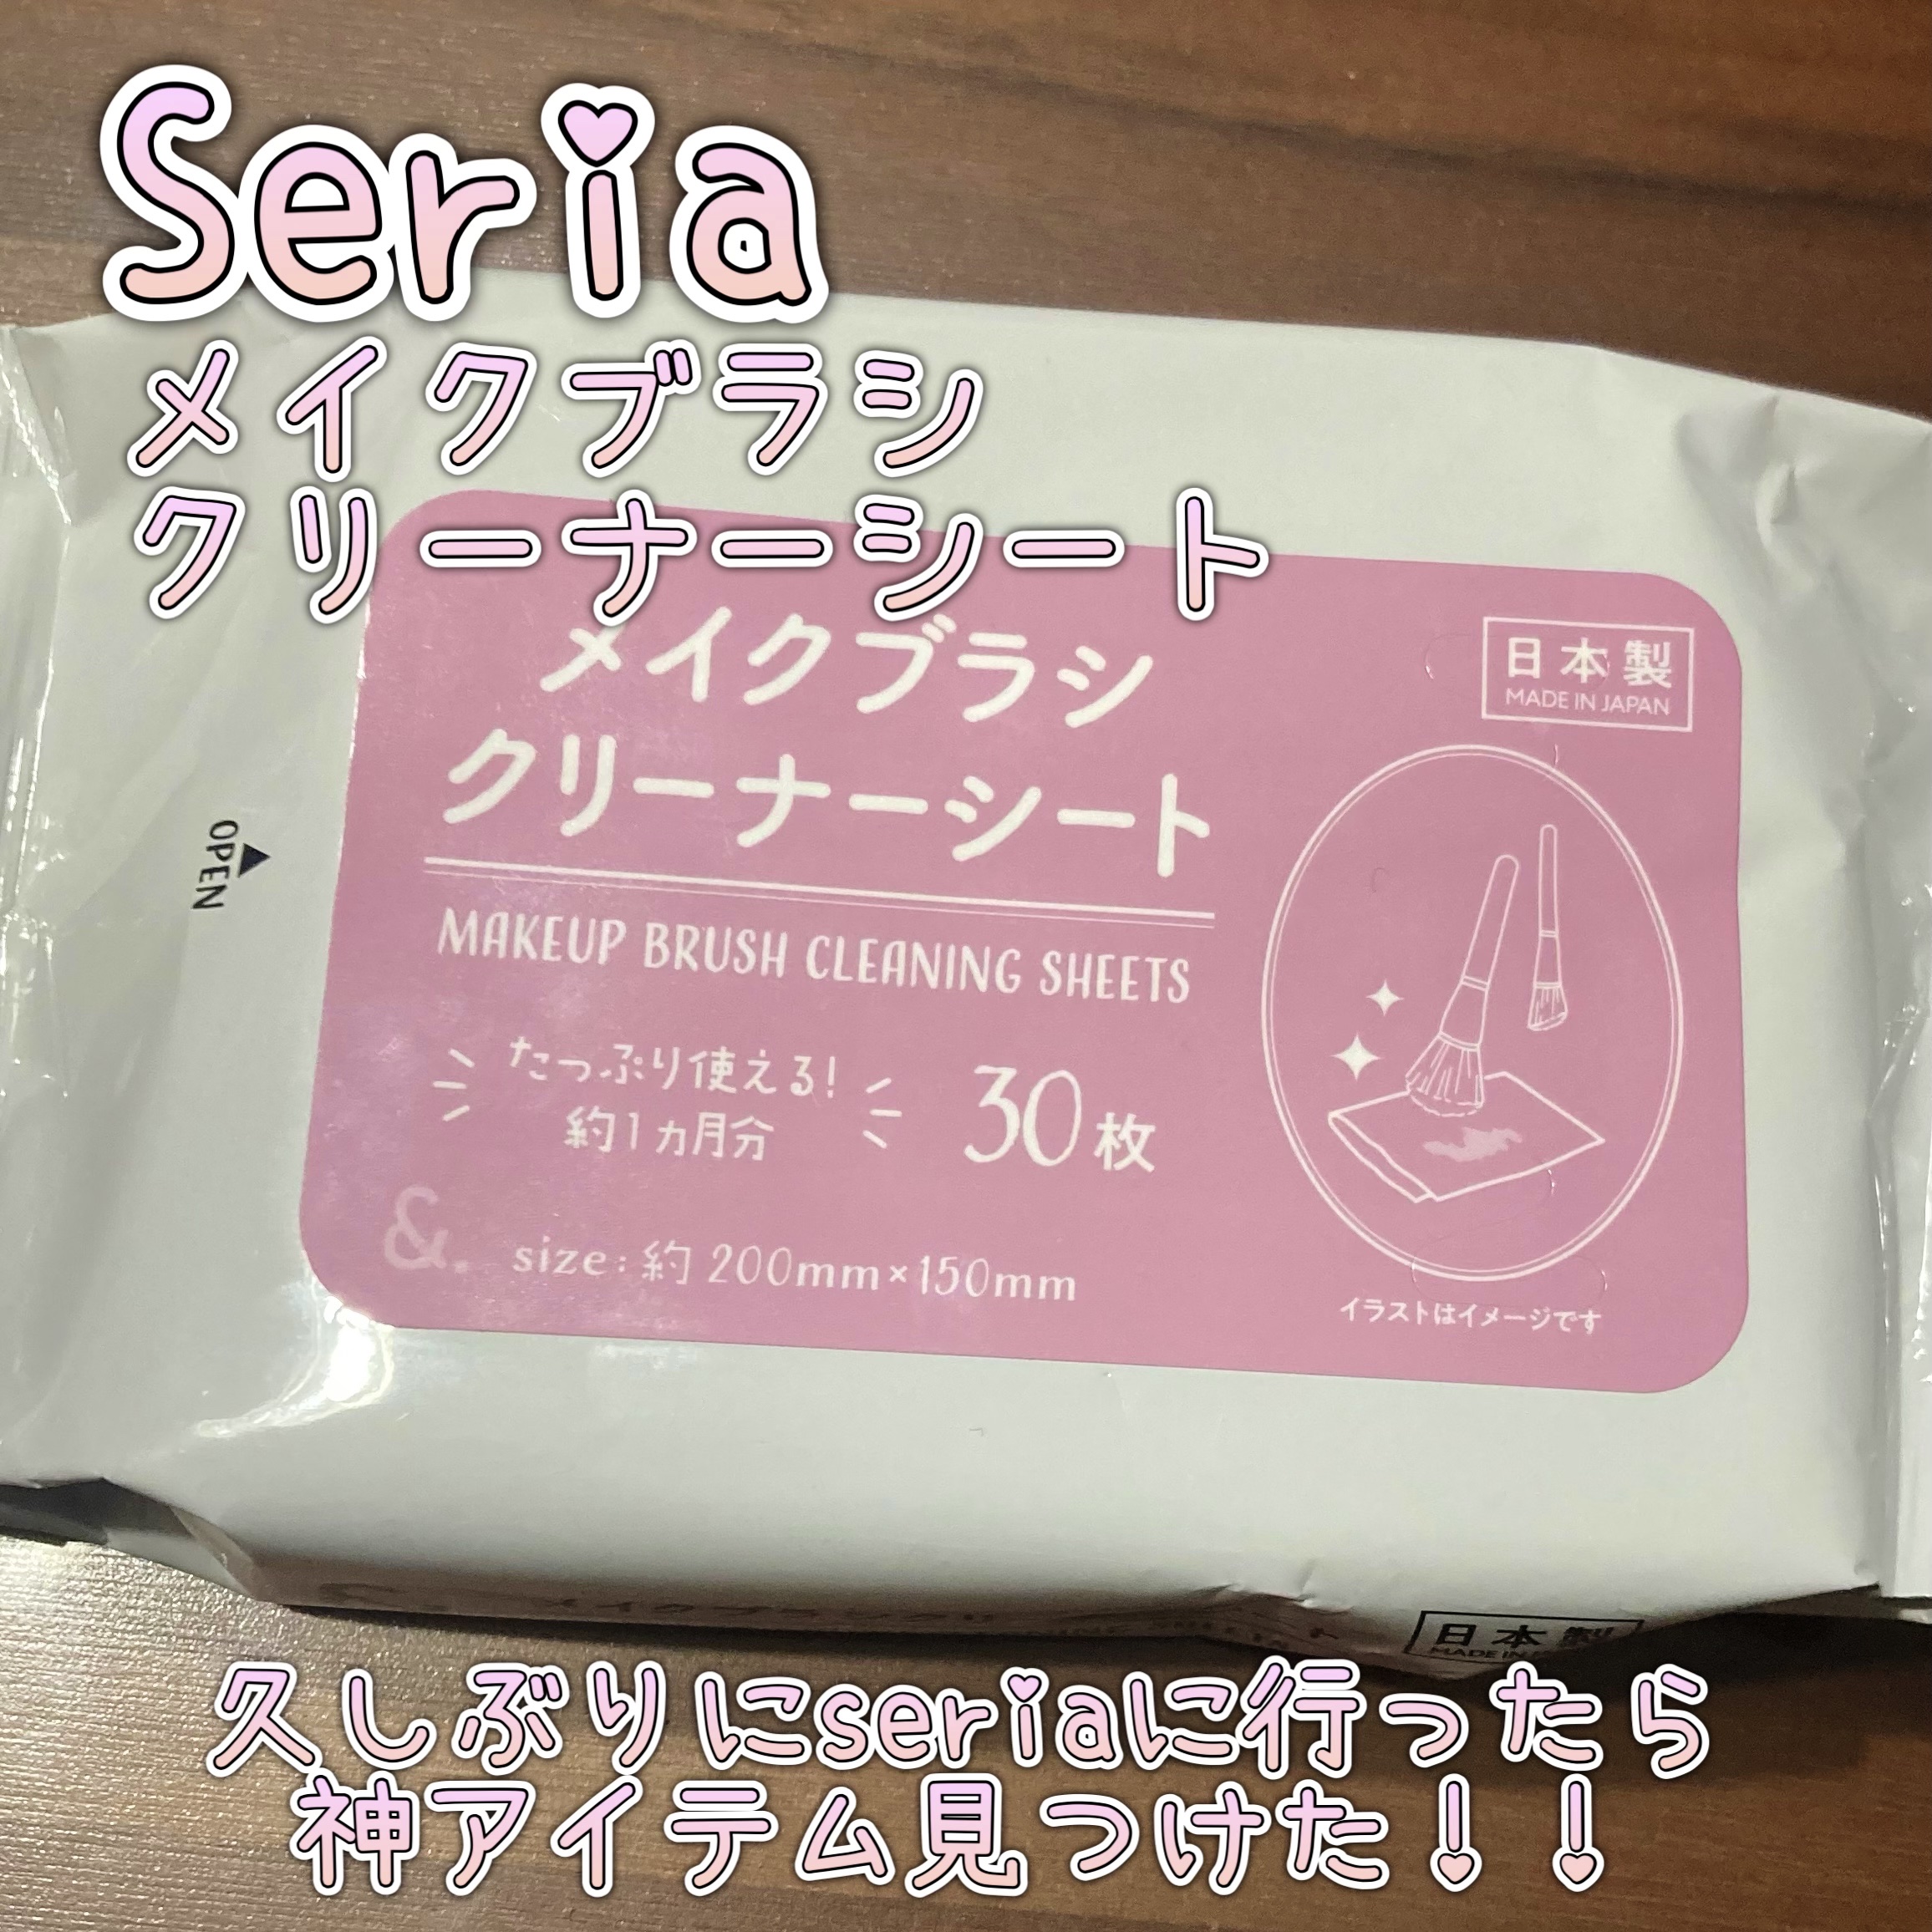 Seria
メイクブラシ
クリーナーシート
メイクブラシ
クリーナーシート
日本製
MADE IN JAPAN
OPEN
MAKEUP BRUSH CLEANING SHEETS
たっぷり使える!
約1ヵ月分
30枚
&.
size:約 200mm×150mm
イラストはイメージです
日本製
MADE IN
久しぶりにseriaに行ったら
神アイテム見つけた!!